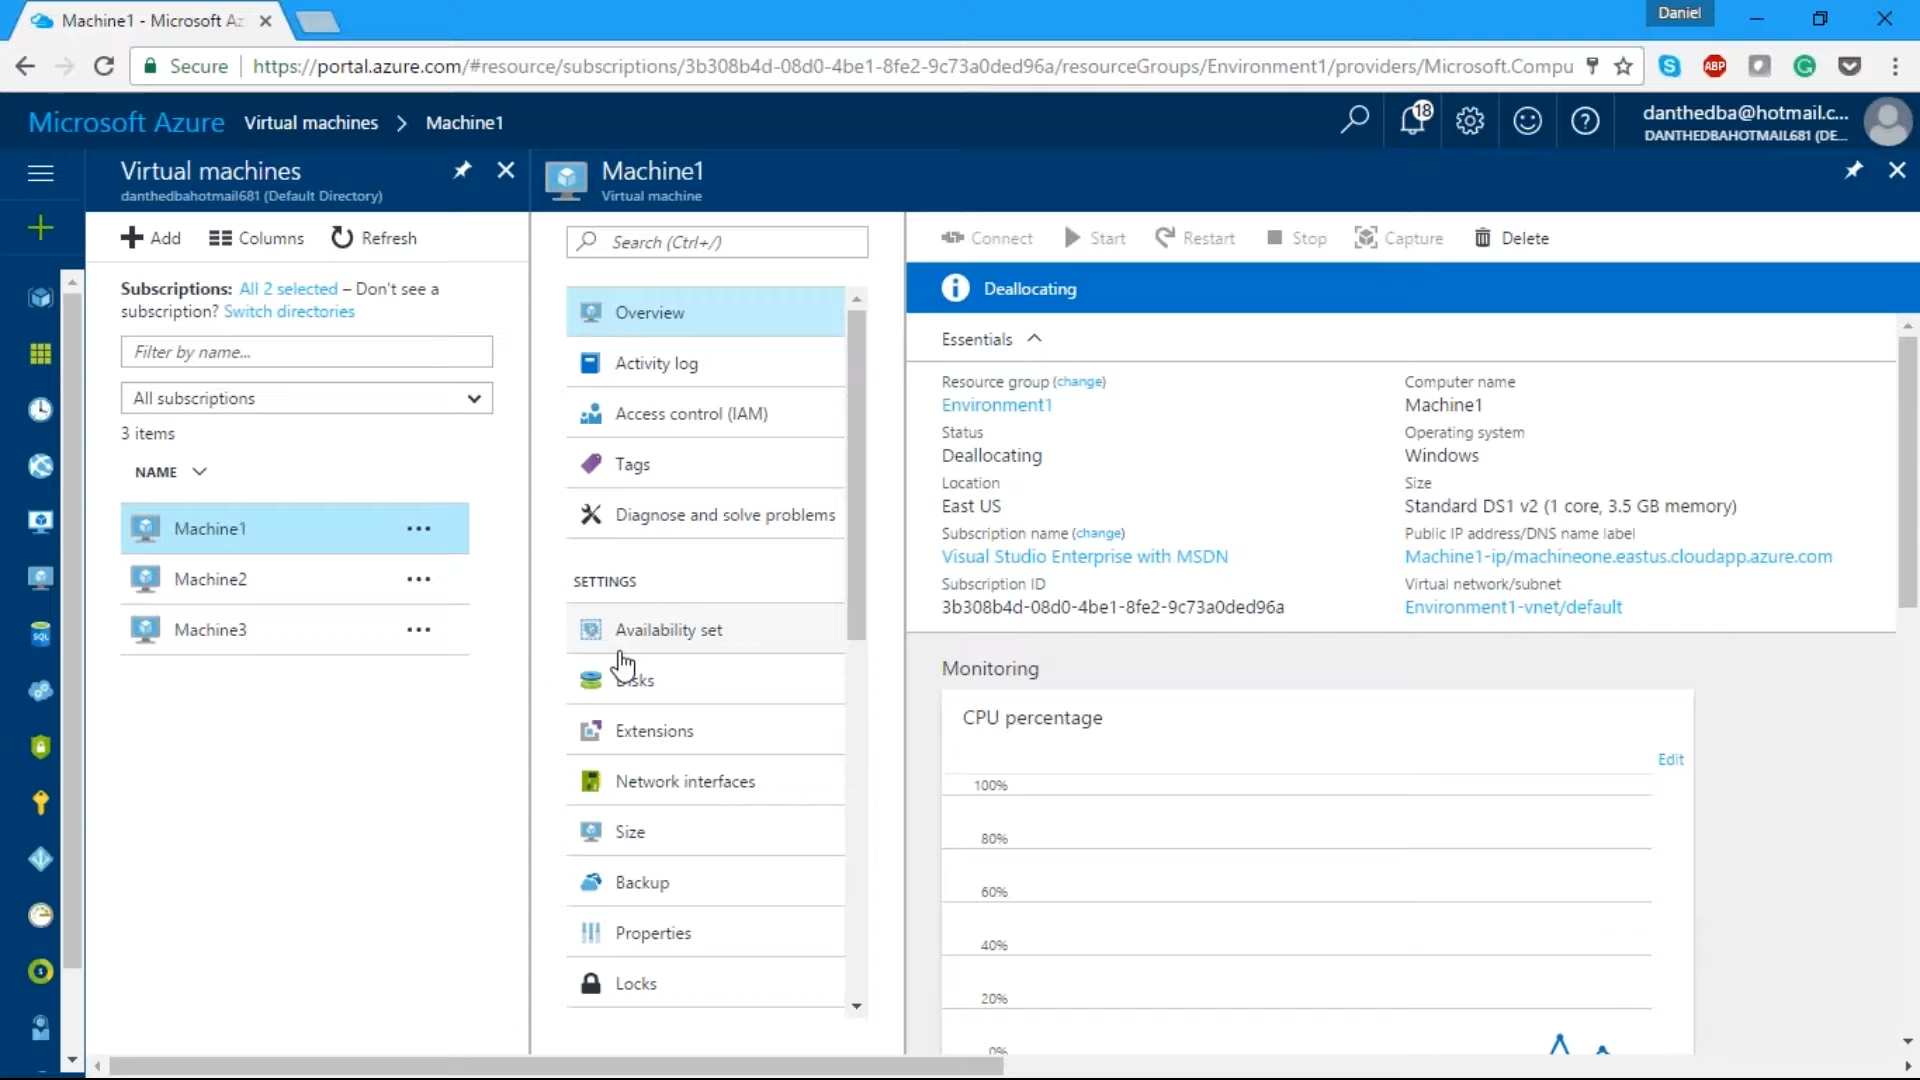 Machine1 - Microsoft Az
Daniel
Secure
https://portal.azure.com/#resource/subscriptions/3b308b4d-08d0-4be1-8fe2-9c73a0ded96a/resourceGroups/Environment1/providers/Microsoft.Compu
ABP
Microsoft Azure
Virtual machines > Machine1
18
danthedba@hotmail.c...
DANTHEDBAHOTMAIL681 (DE...
Virtual machines
danthedbahotmail681 (Default Directory)
Add
Columns
Refresh
Subscriptions: All 2 selected – Don't see a
subscription? Switch directories
Filter by name...
All subscriptions
3 items
NAME
Machine1
Machine2
Machine3
SQL
Machine1
Virtual machine
Search (Ctrl+/)
Overview
Activity log
Access control (IAM)
Tags
Diagnose and solve problems
SETTINGS
Availability set
Disks
Extensions
Network interfaces
Size
Backup
Properties
Locks
Connect
Start
Restart
Stop
Capture
Delete
Deallocating
Essentials
Resource group (change)
Environment1
Status
Deallocating
Location
East US
Subscription name (change)
Visual Studio Enterprise with MSDN
Subscription ID
3b308b4d-08d0-4be1-8fe2-9c73a0ded96a
Computer name
Machine1
Operating system
Windows
Size
Standard DS1 v2 (1 core, 3.5 GB memory)
Public IP address/DNS name label
Machine1-ip/machineone.eastus.cloudapp.azure.com
Virtual network/subnet
Environment1-vnet/default
Monitoring
CPU percentage
Edit
100%
80%
60%
40%
20%
0%